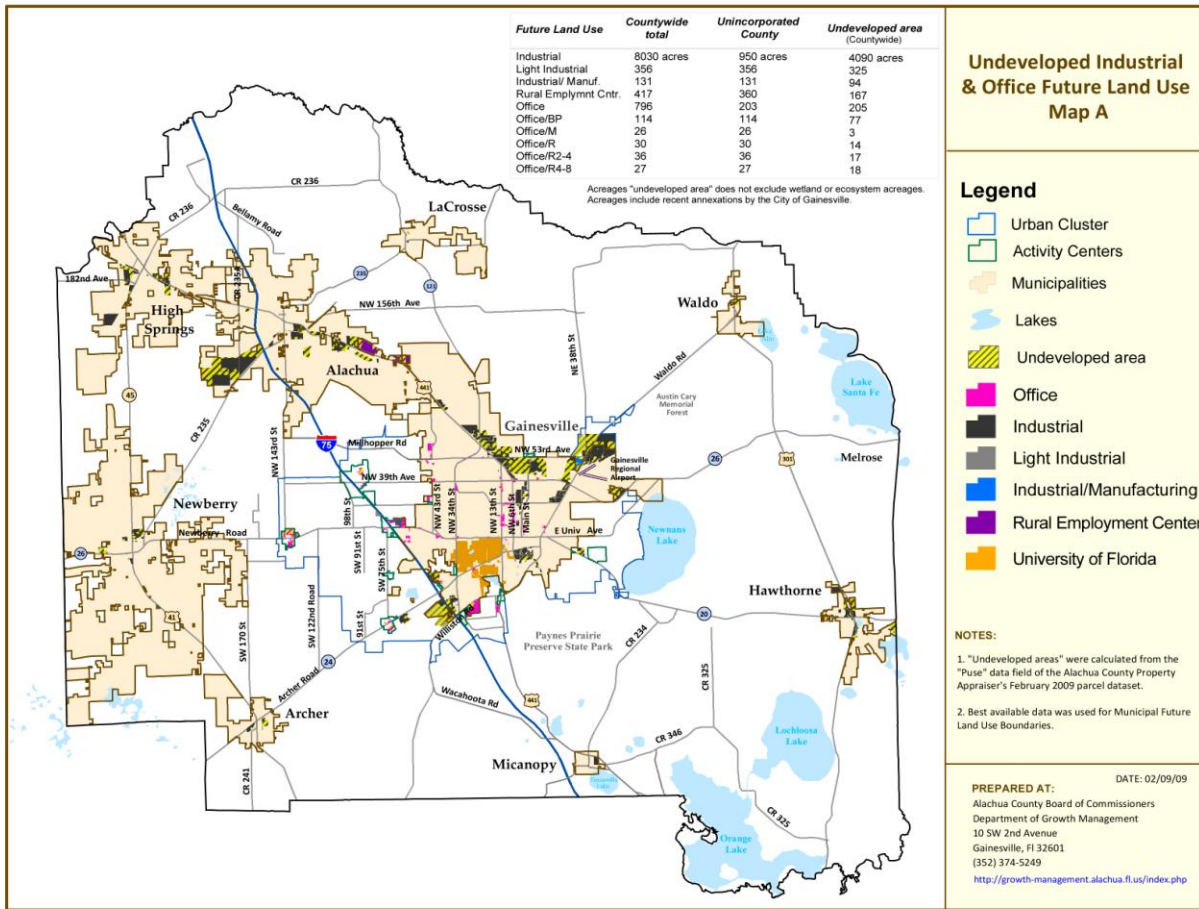 Future Land Use Countywide total Unincorporated County Undeveloped area (Countywide)
Industrial 8030 acres 950 acres 4090 acres
Light Industrial 356 356 325
Industrial/ Manuf. 131 131 94
Rural Emplymnt Cntr. 417 360 167
Office 796 203 205
Office/BP 114 114 77
Office/M 26 26 3
Office/R 30 30 14
Office/R2-4 36 36 17
Office/R4-8 27 27 18
Acreages "undeveloped area" does not exclude wetland or ecosystem acreages.
Acreages include recent annexations by the City of Gainesville.
CR 236
CR 236
Bellamy Road
LaCrosse
182nd Ave
CR 235A
235
121
High
Springs
NW 156th Ave
Waldo
NE 38th St
Waldo Rd
Alachua
441
Lake
Santa Fe
45
CR 235
Austin Cary
Memorial
Forest
Gainesville
75
Millhopper Rd
NW 143rd St
NW 53rd Ave
Gainesville
Regional
Airport
26
301
Melrose
NW 39th Ave
Newberry
98th St
NW 43rd St
NW 34th St
NW 13th St
NW 6th St
Main St
E Univ Ave
Newnans
Lake
Newberry Road
26
SW 91st St
SW 75th St
Hawthorne
SW 122nd Road
91st St
Williston Rd
20
41
SW 170 St
24
Paynes Prairie
Preserve State Park
CR 234
CR 325
Archer Road
Wacahoota Rd
441
Archer
Lochloosa
Lake
CR 346
Micanopy
CR 241
CR 325
Orange
Lake
Undeveloped Industrial
& Office Future Land Use
Map A
Legend
Urban Cluster
Activity Centers
Municipalities
Lakes
Undeveloped area
Office
Industrial
Light Industrial
Industrial/Manufacturing
Rural Employment Center
University of Florida
NOTES:
1. "Undeveloped areas" were calculated from the
"Puse" data field of the Alachua County Property
Appraiser's February 2009 parcel dataset.
2. Best available data was used for Municipal Future
Land Use Boundaries.
DATE: 02/09/09
PREPARED AT:
Alachua County Board of Commissioners
Department of Growth Management
10 SW 2nd Avenue
Gainesville, Fl 32601
(352) 374-5249
http://growth-management.alachua.fl.us/index.php